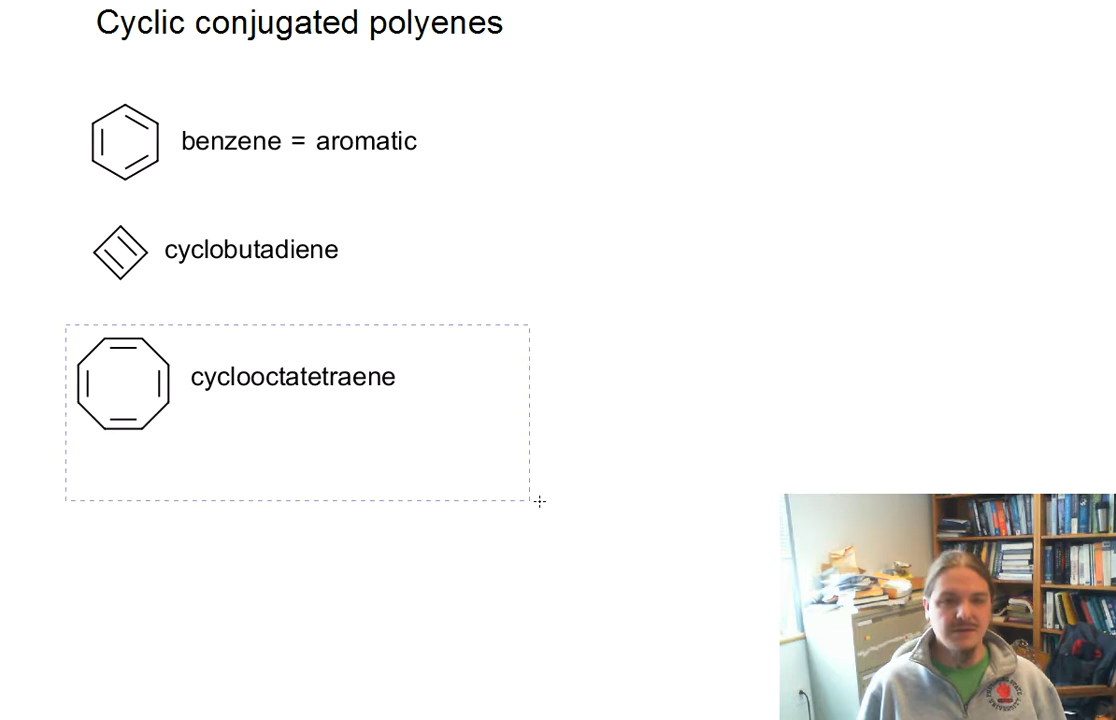 Cyclic conjugated polyenes
benzene = aromatic
cyclobutadiene
cyclooctatetraene